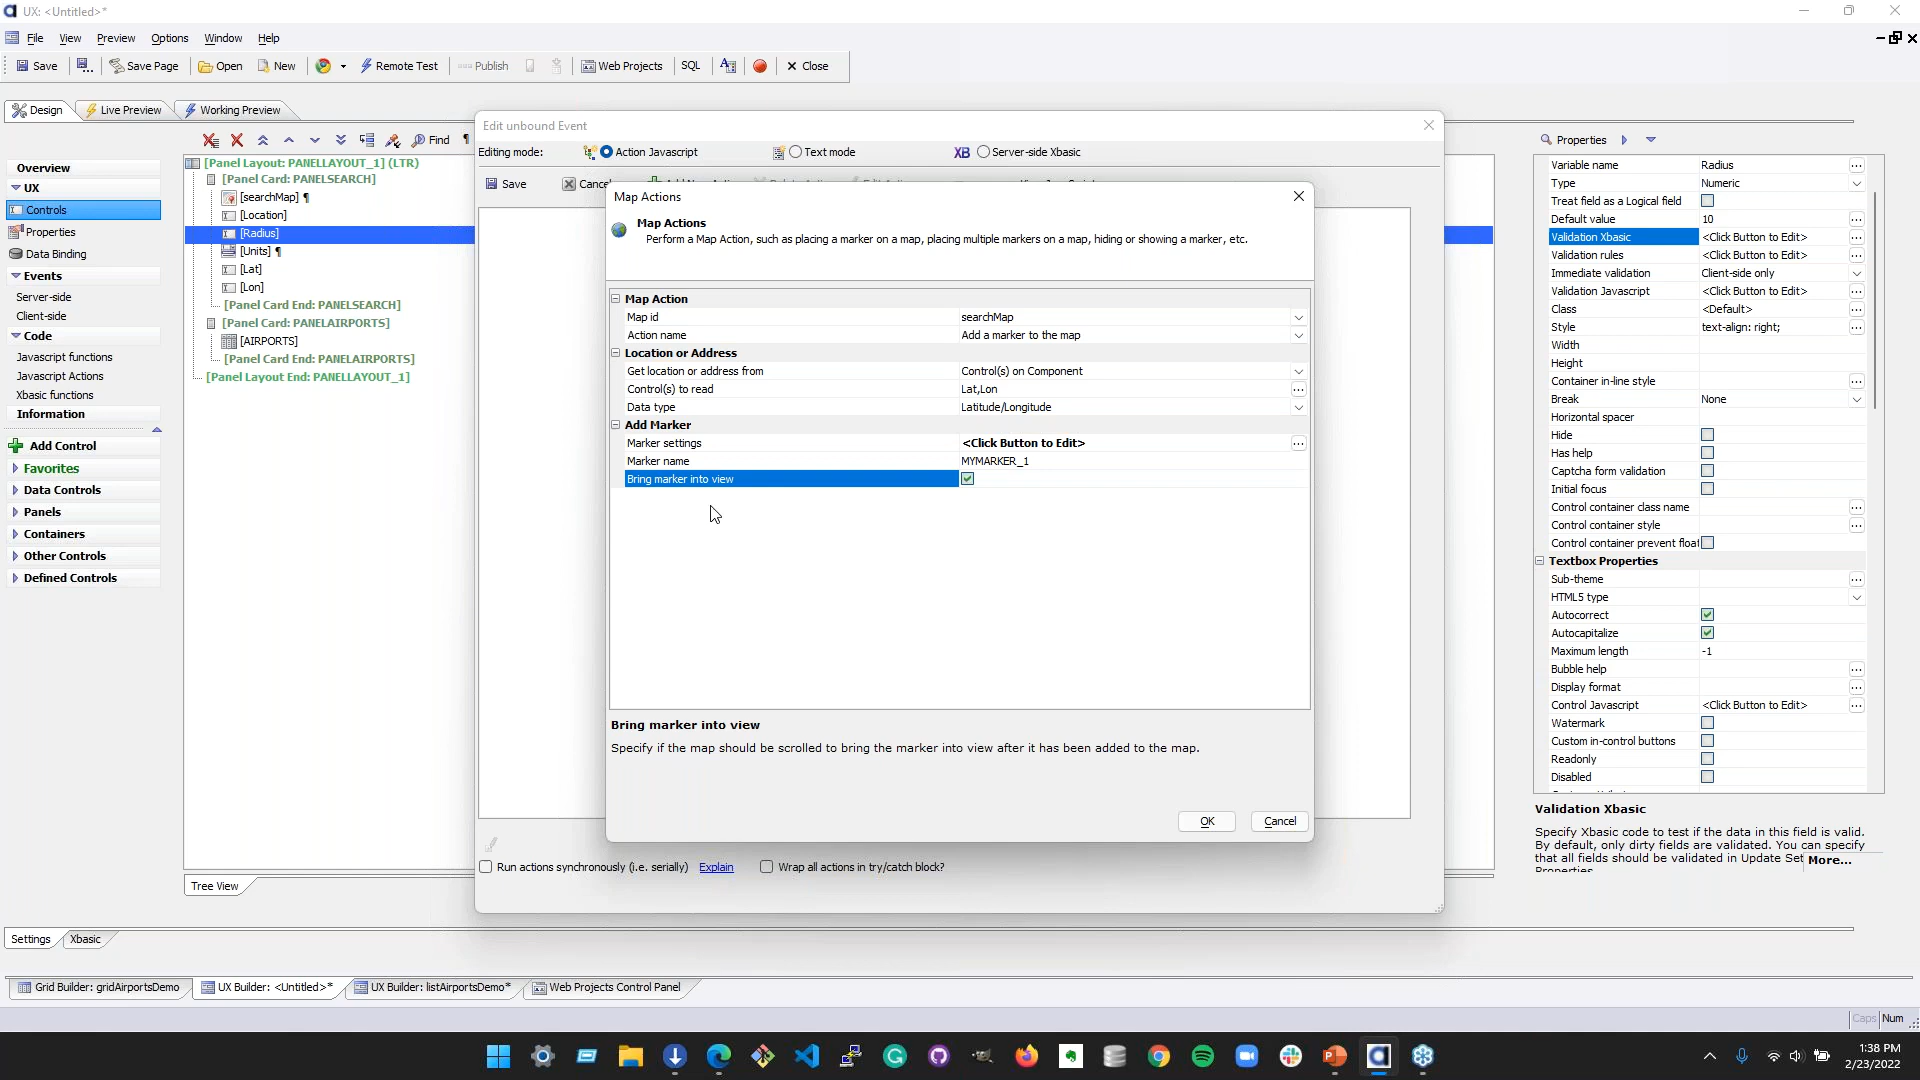 UX: <Untitled>*
File View Preview Options Window Help
Save Save Page Open New Remote Test Publish Web Projects SQL Close
Design Live Preview Working Preview
Find
Overview
UX
Controls
Properties
Data Binding
Events
Server-side
Client-side
Code
Javascript functions
Javascript Actions
Xbasic functions
Information
Add Control
Favorites
Data Controls
Panels
Containers
Other Controls
Defined Controls
[Panel Layout: PANELLAYOUT_1] (LTR)
[Panel Card: PANELSEARCH]
[searchMap] ¶
[Location]
[Radius]
[Units] ¶
[Lat]
[Lon]
[Panel Card End: PANELSEARCH]
[Panel Card: PANELAIRPORTS]
[AIRPORTS]
[Panel Card End: PANELAIRPORTS]
[Panel Layout End: PANELLAYOUT_1]
Tree View
Edit unbound Event
Editing mode: Action Javascript Text mode XB Server-side Xbasic
Save
Map Actions
Map Actions
Perform a Map Action, such as placing a marker on a map, placing multiple markers on a map, hiding or showing a marker, etc.
Map Action
Map id searchMap
Action name Add a marker to the map
Location or Address
Get location or address from Control(s) on Component
Control(s) to read Lat,Lon
Data type Latitude/Longitude
Add Marker
Marker settings <Click Button to Edit>
Marker name MYMARKER_1
Bring marker into view
Bring marker into view
Specify if the map should be scrolled to bring the marker into view after it has been added to the map.
OK Cancel
Run actions synchronously (i.e. serially) Explain Wrap all actions in try/catch block?
Properties
Variable name Radius
Type Numeric
Treat field as a Logical field
Default value 10
Validation Xbasic <Click Button to Edit>
Validation rules <Click Button to Edit>
Immediate validation Client-side only
Validation Javascript <Click Button to Edit>
Class <Default>
Style text-align: right;
Width
Height
Container in-line style
Break None
Horizontal spacer
Hide
Has help
Captcha form validation
Initial focus
Control container class name
Control container style
Control container prevent float
Textbox Properties
Sub-theme
HTML5 type
Autocorrect
Autocapitalize
Maximum length -1
Bubble help
Display format
Control Javascript <Click Button to Edit>
Watermark
Custom in-control buttons
Readonly
Disabled
Validation Xbasic
Specify Xbasic code to test if the data in this field is valid.
By default, only dirty fields are validated. You can specify
that all fields should be validated in Update Set More...
Settings Xbasic
Grid Builder: gridAirportsDemo UX Builder: <Untitled>* UX Builder: listAirportsDemo* Web Projects Control Panel
Caps Num
1:38 PM
2/23/2022